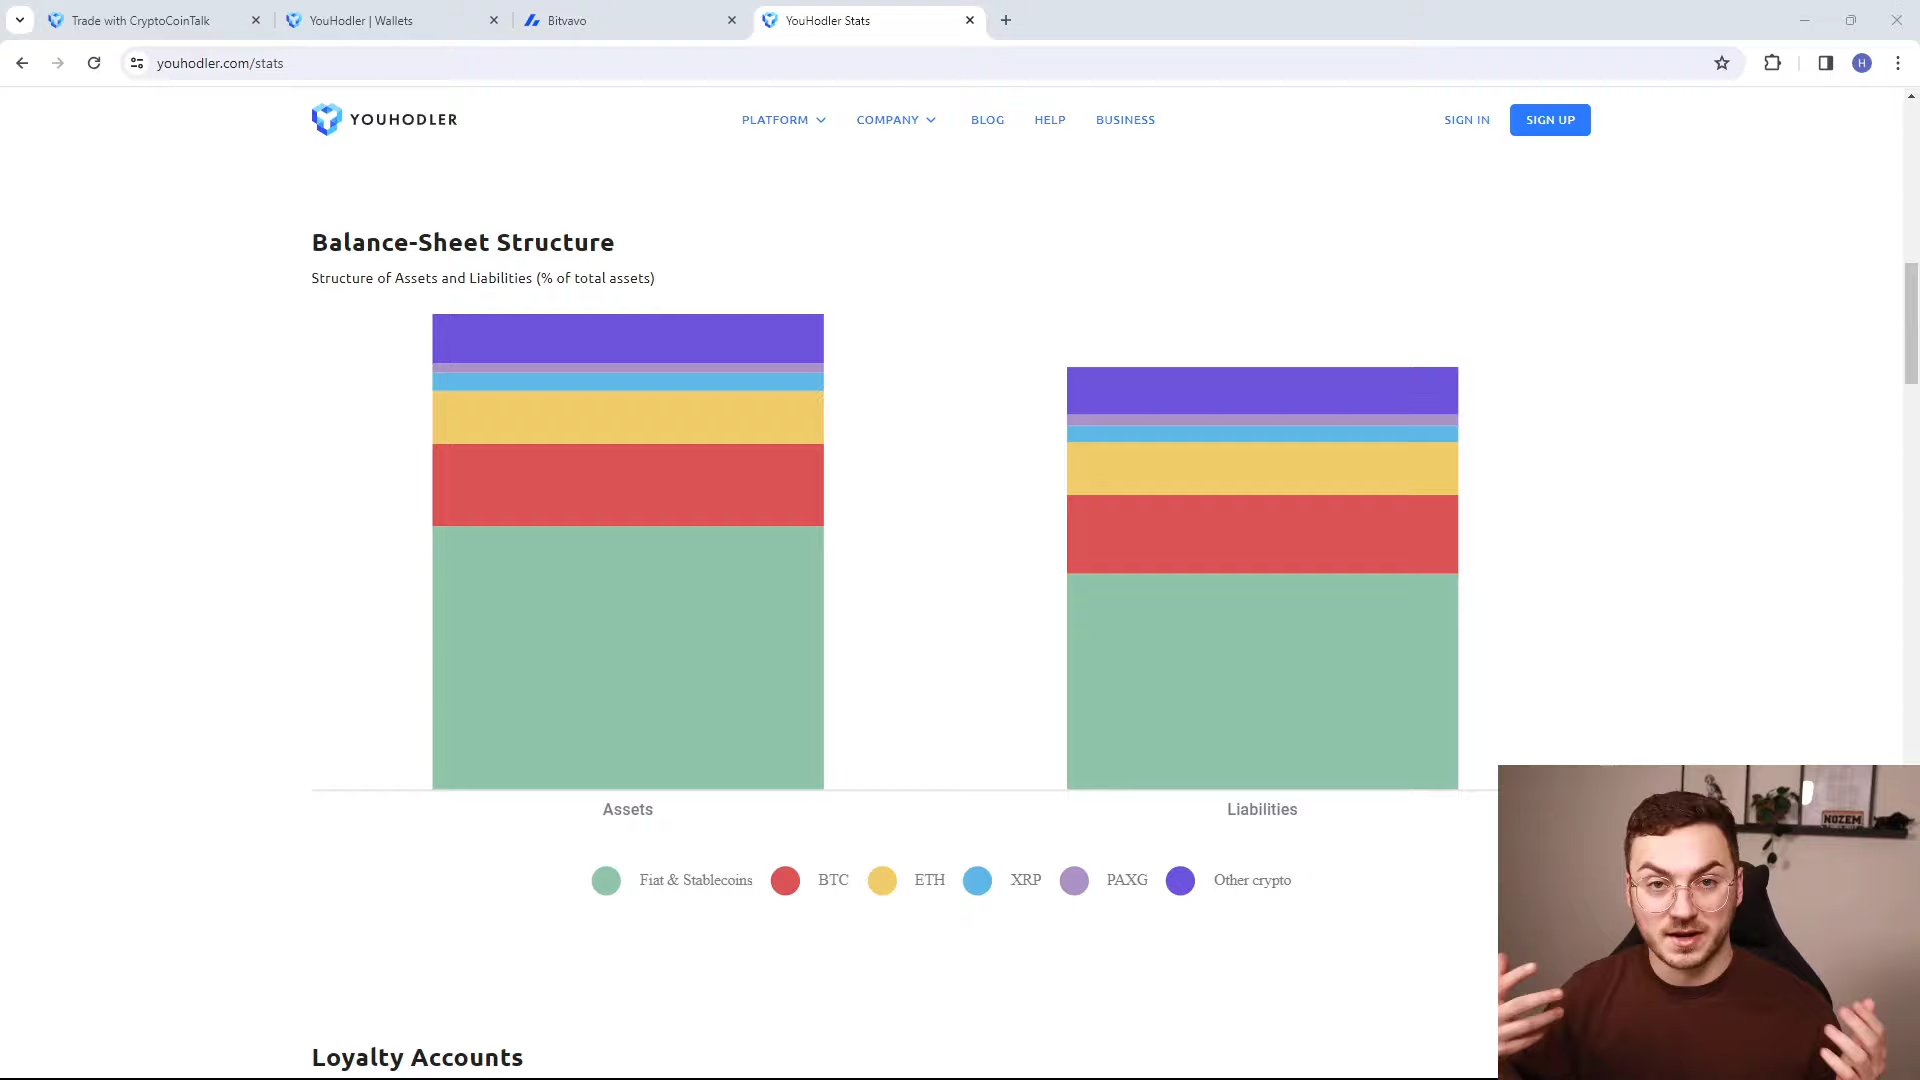 Trade with CryptoCoinTalk
YouHodler | Wallets
Bitvavo
YouHodler Stats
youhodler.com/stats
H
YOUHODLER
PLATFORM
COMPANY
BLOG
HELP
BUSINESS
SIGN IN
SIGN UP
Balance-Sheet Structure
Structure of Assets and Liabilities (% of total assets)
Assets
Liabilities
Fiat & Stablecoins
BTC
ETH
XRP
PAXG
Other crypto
NOZEM
Loyalty Accounts